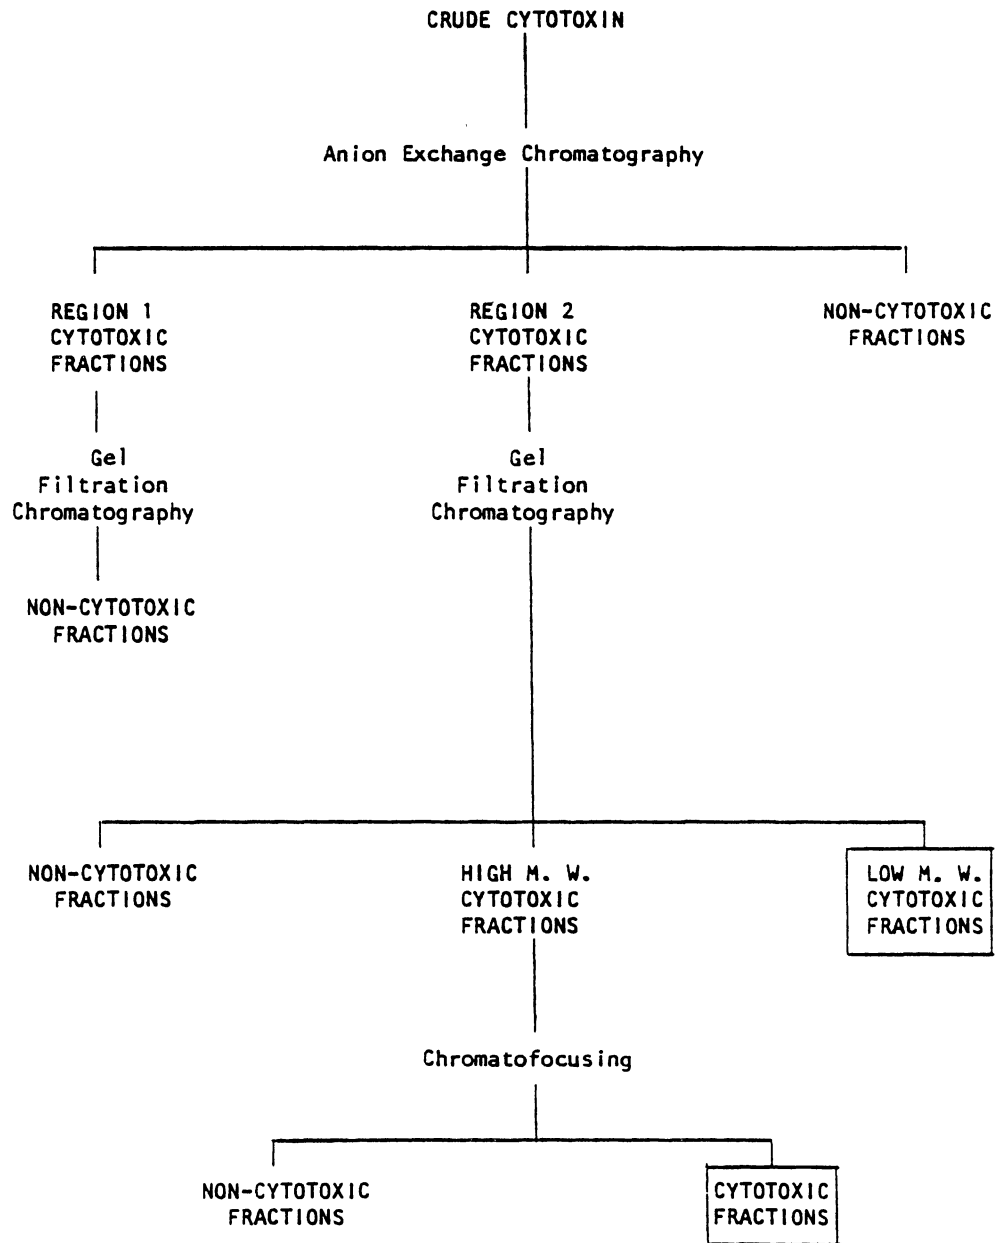 CRUDE CYTOTOXIN
Anion Exchange Chromatography
REGION 1
CYTOTOXIC
FRACTIONS
REGION 2
CYTOTOXIC
FRACTIONS
NON-CYTOTOXIC
FRACTIONS
Gel
Filtration
Chromatography
Gel
Filtration
Chromatography
NON-CYTOTOXIC
FRACTIONS
NON-CYTOTOXIC
FRACTIONS
HIGH M. W.
CYTOTOXIC
FRACTIONS
LOW M. W.
CYTOTOXIC
FRACTIONS
Chromatofocusing
NON-CYTOTOXIC
FRACTIONS
CYTOTOXIC
FRACTIONS